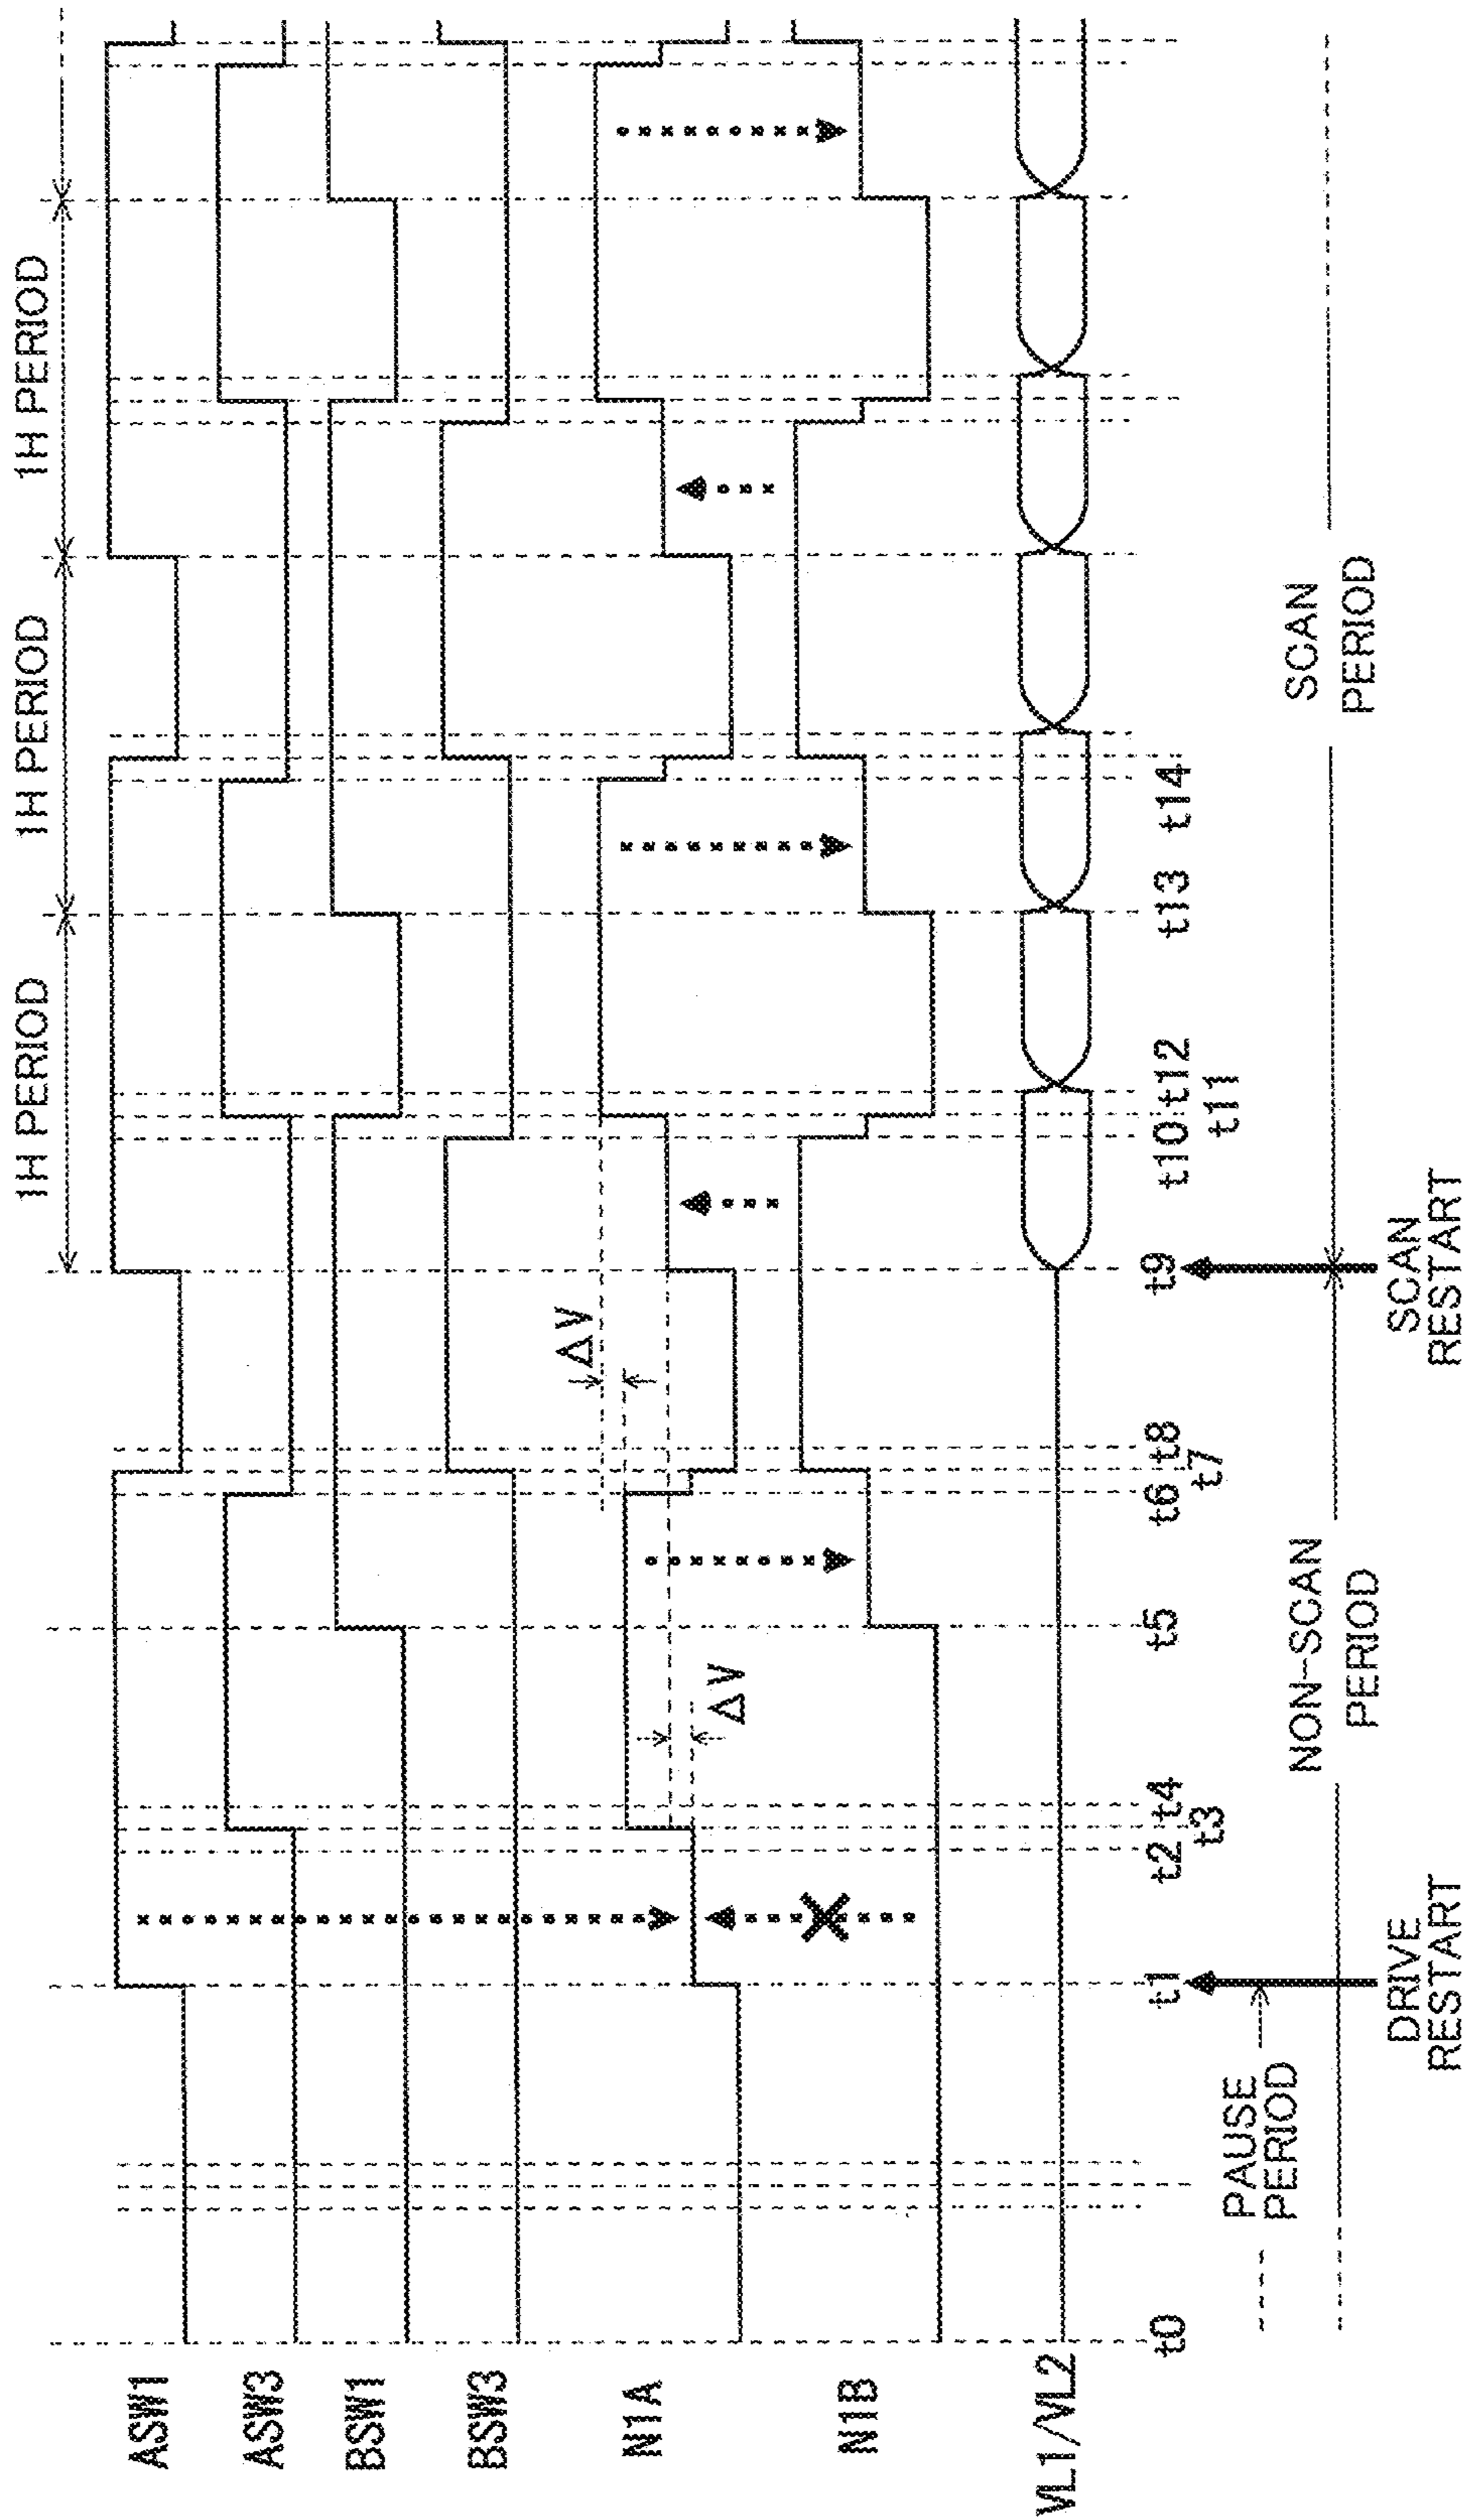 1H PERIOD
1H PERIOD
1H PERIOD
ASW1
ASW3
BSW1
BSW3
N1A
ΔV
ΔV
N1B
VL1/VL2
t0
t1
t2
t3
t4
t5
t6
t7
t8
t9
t10
t11
t12
t13
t14
PAUSE
PERIOD
NON-SCAN
PERIOD
SCAN
PERIOD
DRIVE
RESTART
SCAN
RESTART